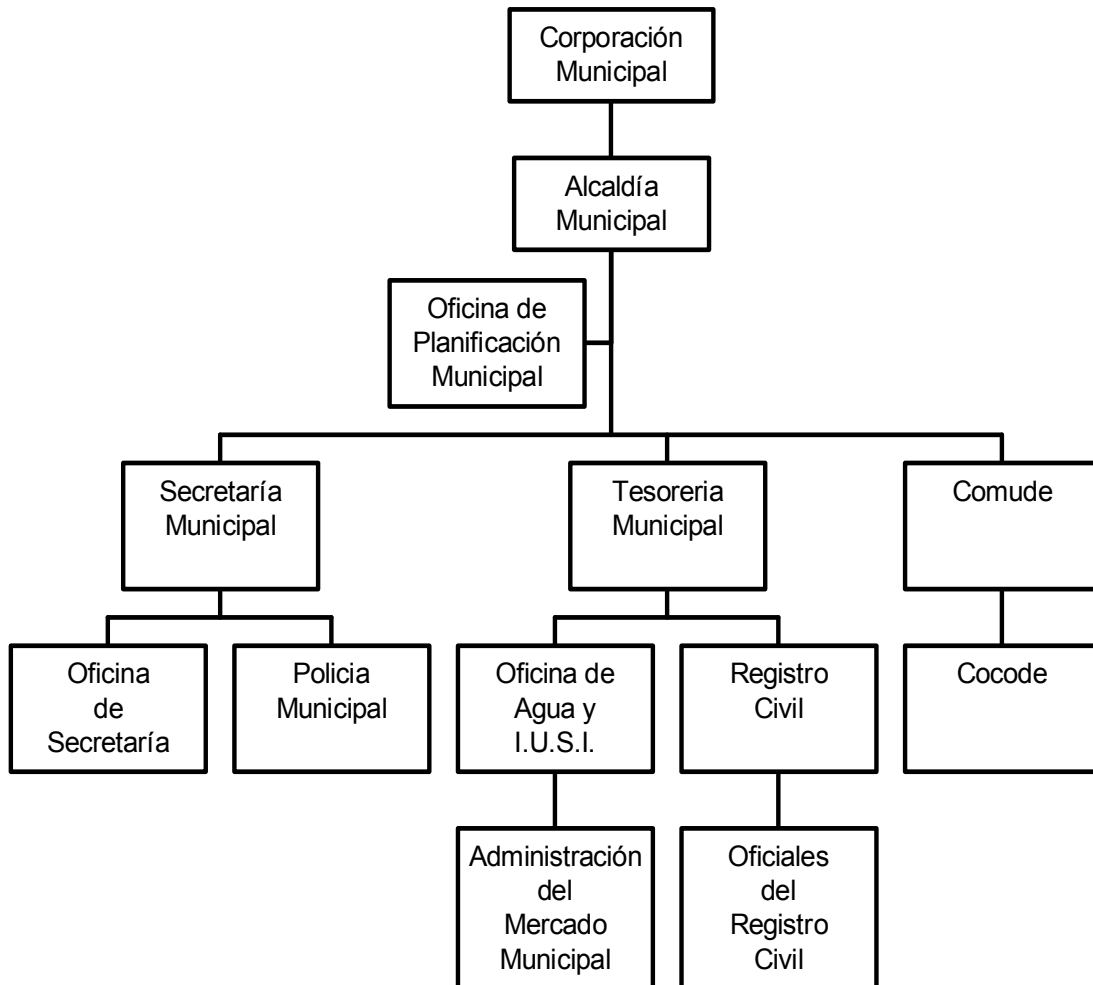 Corporación
Municipal
Alcaldía
Municipal
Oficina de
Planificación
Municipal
Secretaría
Municipal
Tesoreria
Municipal
Comude
Oficina
de
Secretaría
Policia
Municipal
Oficina de
Agua y
I.U.S.I.
Registro
Civil
Cocode
Administración
del
Mercado
Municipal
Oficiales
del
Registro
Civil